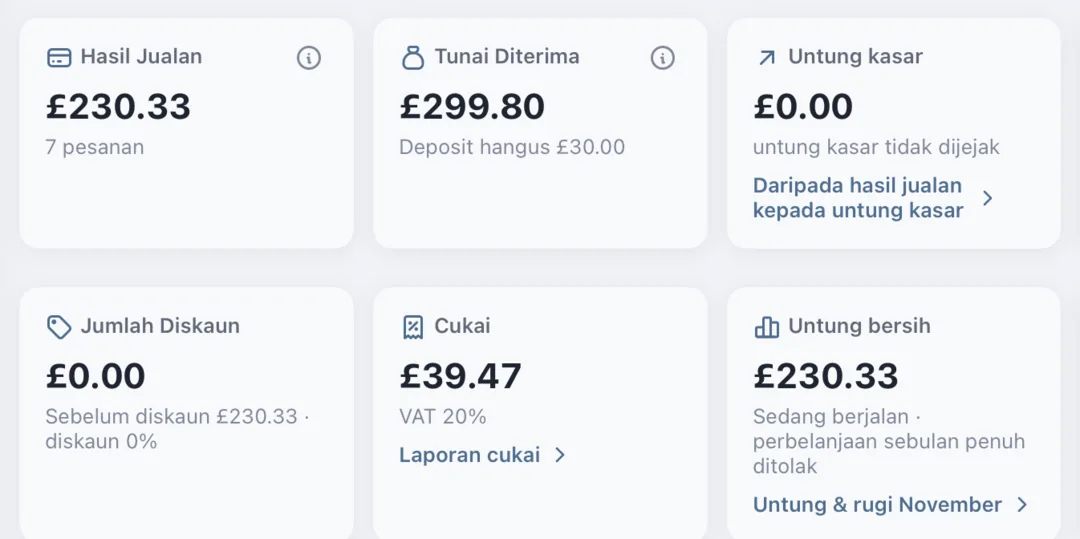 Hasil Jualan
£230.33
7 pesanan
Tunai Diterima
£299.80
Deposit hangus £30.00
Untung kasar
£0.00
untung kasar tidak dijejak
Daripada hasil jualan
kepada untung kasar
Jumlah Diskaun
£0.00
Sebelum diskaun £230.33 ·
diskaun 0%
Cukai
£39.47
VAT 20%
Laporan cukai
Untung bersih
£230.33
Sedang berjalan ·
perbelanjaan sebulan penuh
ditolak
Untung & rugi November